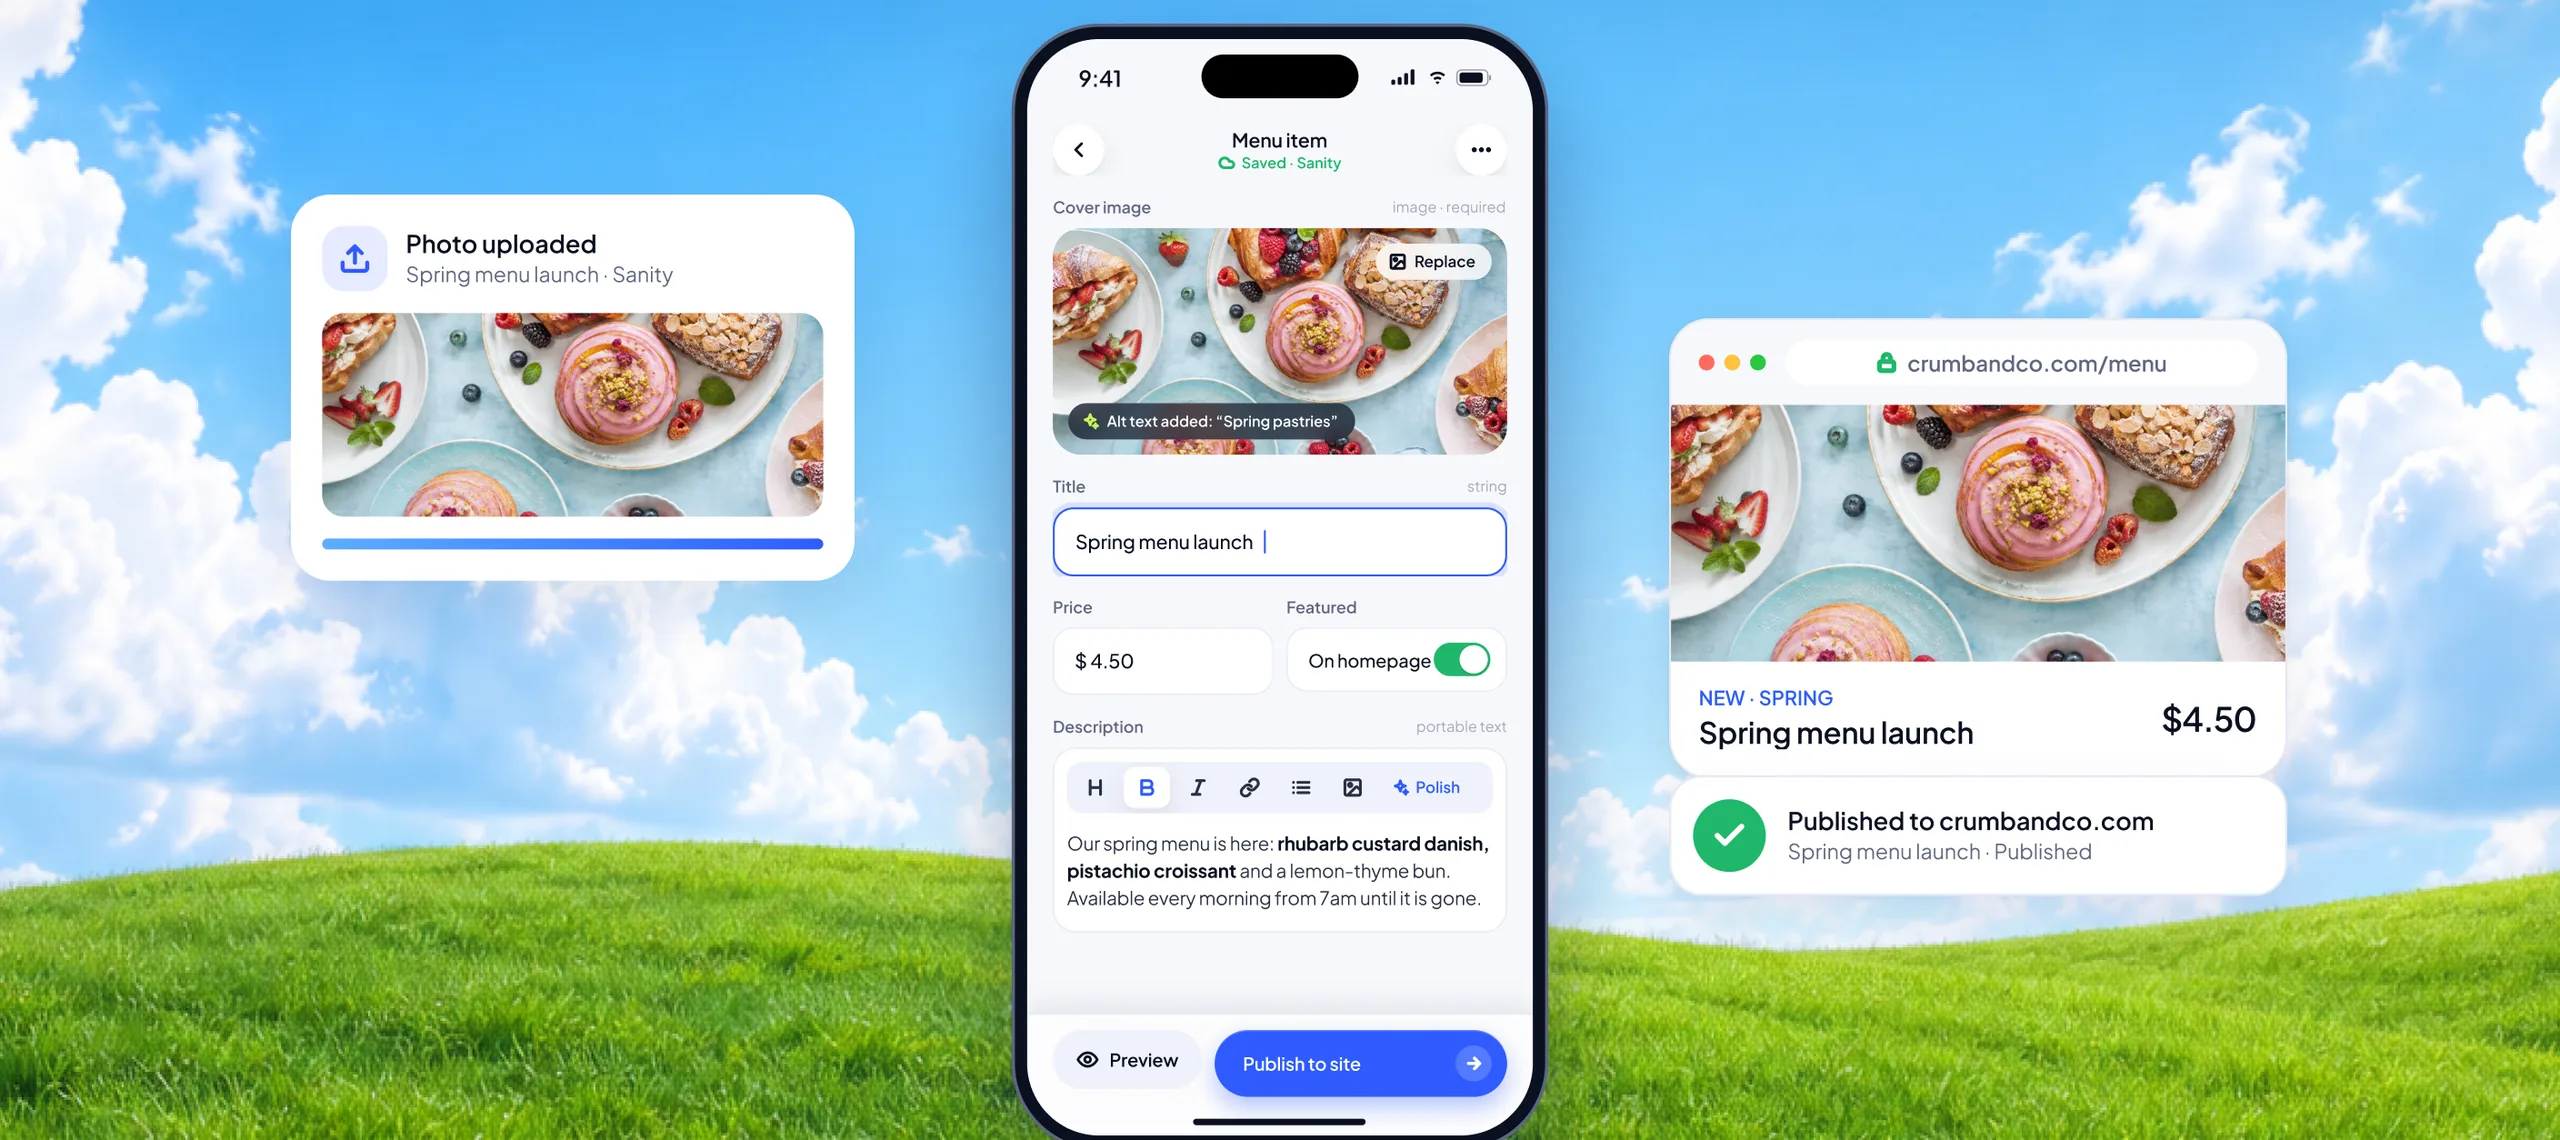 Photo uploaded
Spring menu launch · Sanity
9:41
Menu item
Saved · Sanity
Cover image
image · required
Replace
Alt text added: “Spring pastries”
Title
string
Spring menu launch
Price
Featured
$ 4.50
On homepage
Description
portable text
H B I
Polish
Our spring menu is here: rhubarb custard danish,
pistachio croissant and a lemon-thyme bun.
Available every morning from 7am until it is gone.
Preview
Publish to site
crumbandco.com/menu
NEW · SPRING
Spring menu launch
$4.50
Published to crumbandco.com
Spring menu launch · Published